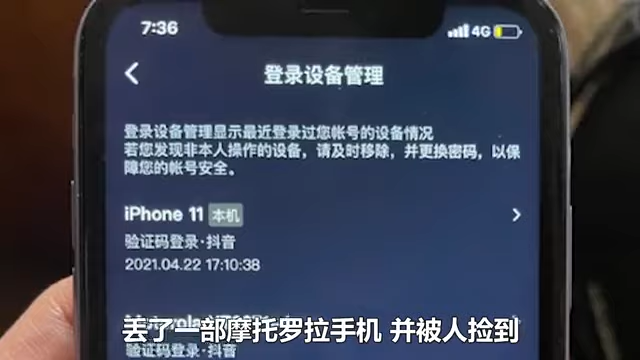 7:36
4G
登录设备管理
登录设备管理显示最近登录过您帐号的设备情况
若您发现非本人操作的设备，请及时移除，并更换密码，以保
障您的帐号安全。
iPhone 11 本机
验证码登录·抖音
2021.04.22 17:10:38
丢了一部摩托罗拉手机 并被人捡到
验证码登录·抖音